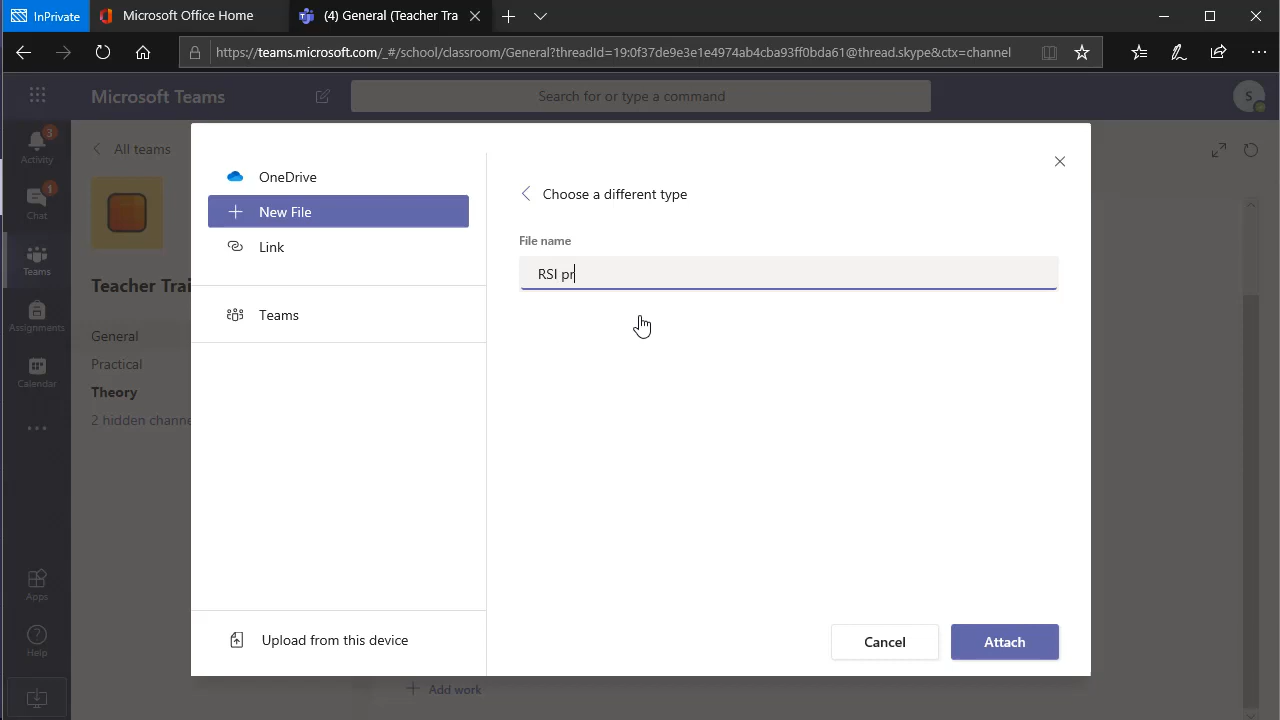 InPrivate
Microsoft Office Home
(4) General (Teacher Tra
https://teams.microsoft.com/_#/school/classroom/General?threadId=19:0f37de9e3e1e4974ab4cba93ff0bda61@thread.skype&ctx=channel
Microsoft Teams
Search for or type a command
S
3
Activity
1
Chat
Teams
Assignments
Calendar
Apps
Help
All teams
Teacher Trai
General
Practical
Theory
2 hidden channe
OneDrive
New File
Link
Teams
Upload from this device
Choose a different type
File name
RSI pr
Cancel
Attach
Add work